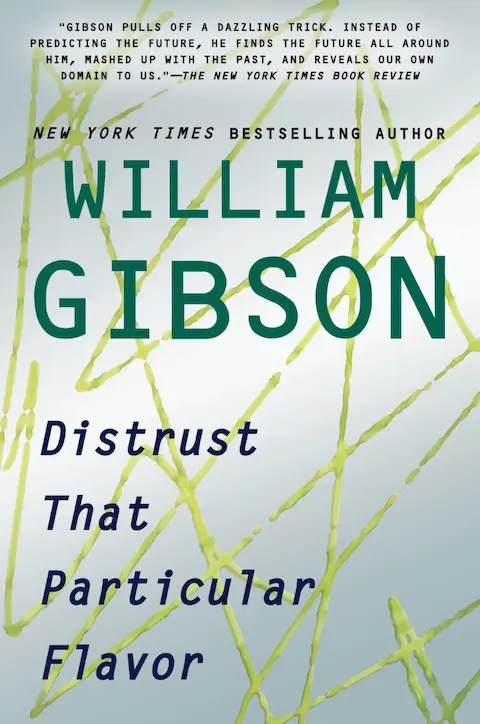 "GIBSON PULLS OFF A DAZZLING TRICK. INSTEAD OF
PREDICTING THE FUTURE, HE FINDS THE FUTURE ALL AROUND
HIM, MASHED UP WITH THE PAST, AND REVEALS OUR OWN
DOMAIN TO US."—THE NEW YORK TIMES BOOK REVIEW
NEW YORK TIMES BESTSELLING AUTHOR
WILLIAM
GIBSON
Distrust
That
Particular
Flavor